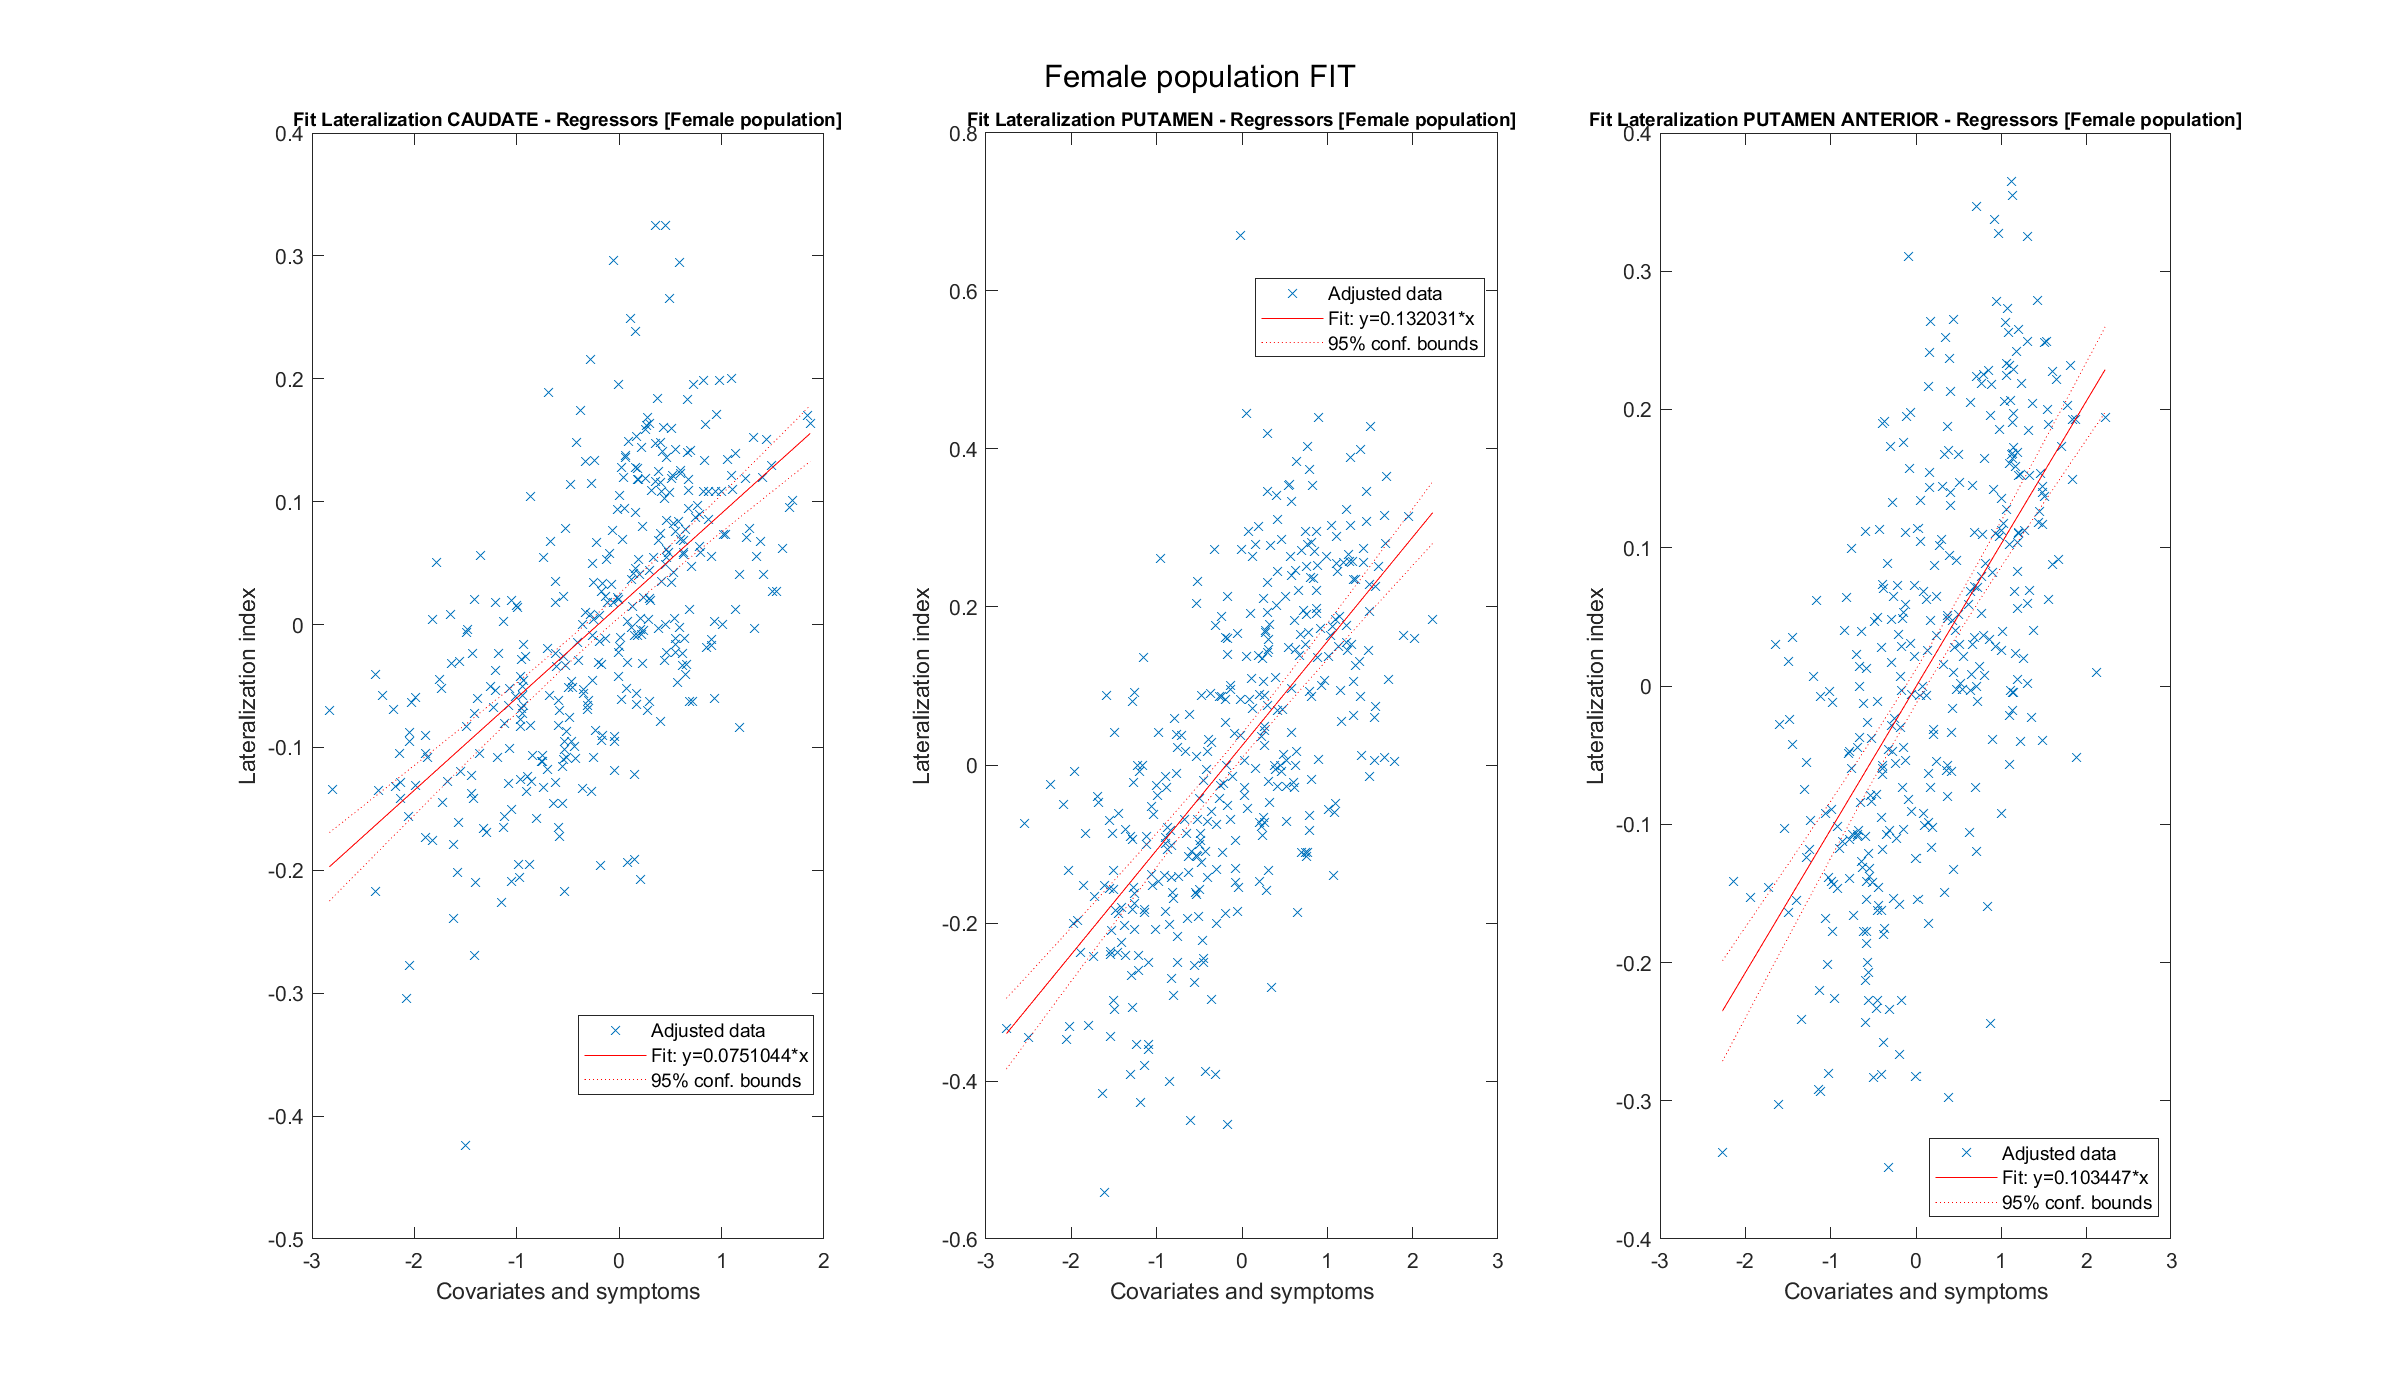 Female population FIT
Fit Lateralization CAUDATE - Regressors [Female population]
0.4
0.3
0.2
0.1
0
-0.1
-0.2
-0.3
-0.4
-0.5
Lateralization index
Adjusted data
Fit: y=0.0751044*x
95% conf. bounds
-3
-2
-1
0
1
2
Covariates and symptoms
Fit Lateralization PUTAMEN - Regressors [Female population]
0.8
0.6
0.4
0.2
0
-0.2
-0.4
-0.6
Lateralization index
Adjusted data
Fit: y=0.132031*x
95% conf. bounds
-3
-2
-1
0
1
2
3
Covariates and symptoms
Fit Lateralization PUTAMEN ANTERIOR - Regressors [Female population]
0.4
0.3
0.2
0.1
0
-0.1
-0.2
-0.3
-0.4
Lateralization index
Adjusted data
Fit: y=0.103447*x
95% conf. bounds
-3
-2
-1
0
1
2
3
Covariates and symptoms